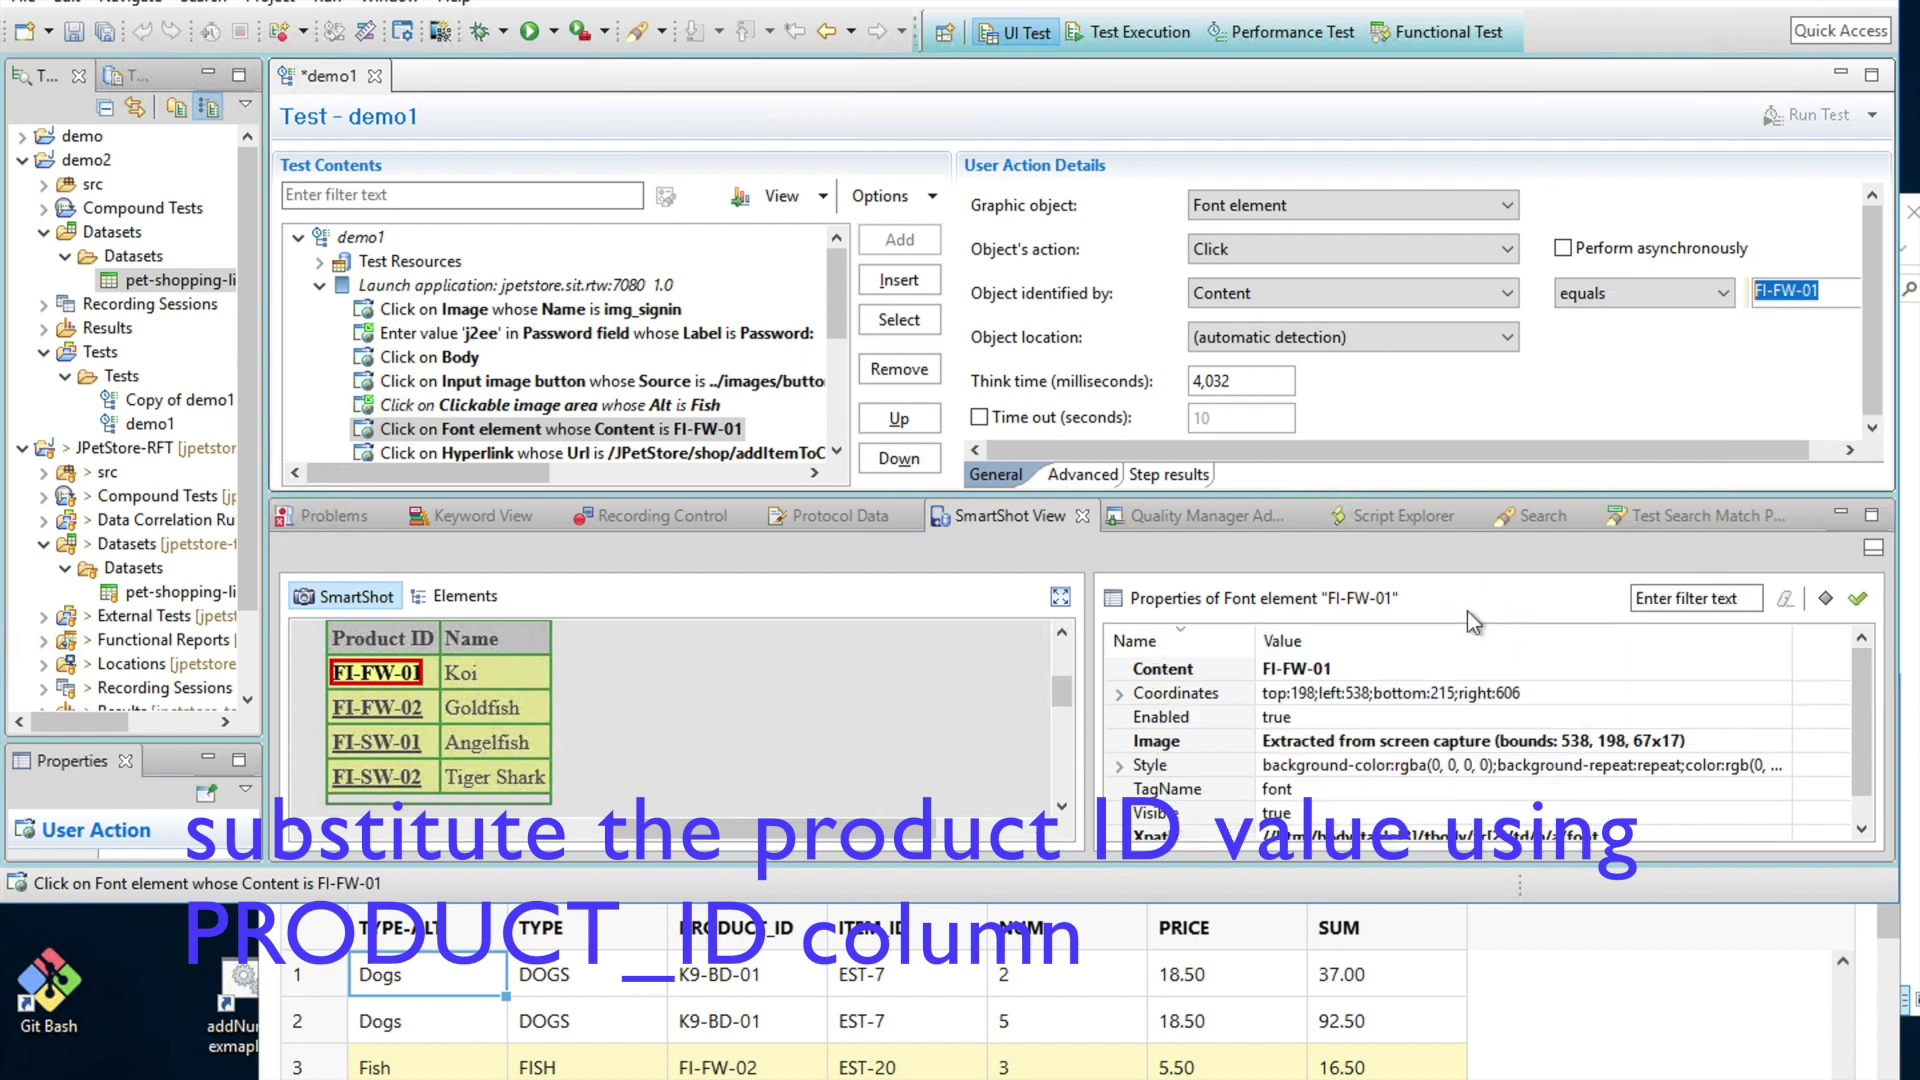 Quick Access
UI Test
Test Execution
Performance Test
Functional Test
T...
T...
*demo1
Test - demo1
Run Test
demo
demo2
src
Compound Tests
Datasets
Datasets
pet-shopping-li
Recording Sessions
Results
Tests
Tests
Copy of demo1
demo1
> JPetStore-RFT [jpetstor
> src
> Compound Tests [jp
> Data Correlation Ru
> Datasets [jpetstore-t
Datasets
pet-shopping-li
> External Tests [jpets
> Functional Reports
> Locations [jpetstore
> Recording Sessions
Test Contents
Enter filter text
View
Options
demo1
Test Resources
Launch application: jpetstore.sit.rtw:7080 1.0
Click on Image whose Name is img_signin
Enter value 'j2ee' in Password field whose Label is Password:
Click on Body
Click on Input image button whose Source is ../images/butto
Click on Clickable image area whose Alt is Fish
Click on Font element whose Content is FI-FW-01
Click on Hyperlink whose Url is /JPetStore/shop/addItemToC
Add
Insert
Select
Remove
Up
Down
User Action Details
Graphic object:
Font element
Object's action:
Click
Perform asynchronously
Object identified by:
Content
equals
FI-FW-01
Object location:
(automatic detection)
Think time (milliseconds):
4,032
Time out (seconds):
10
General
Advanced
Step results
Problems
Keyword View
Recording Control
Protocol Data
SmartShot View
Quality Manager Ad...
Script Explorer
Search
Test Search Match P...
SmartShot
Elements
Product ID Name
FI-FW-01 Koi
FI-FW-02 Goldfish
FI-SW-01 Angelfish
FI-SW-02 Tiger Shark
Properties of Font element "FI-FW-01"
Enter filter text
Name Value
Content FI-FW-01
Coordinates top:198;left:538;bottom:215;right:606
Enabled true
Image Extracted from screen capture (bounds: 538, 198, 67x17)
Style background-color:rgba(0, 0, 0, 0);background-repeat:repeat;color:rgb(0, ...
TagName font
Visible true
Properties
User Action
substitute the product ID value using
PRODUCT_ID column
Click on Font element whose Content is FI-FW-01
TYPE-ALT TYPE PRODUCT_ID ITEM_ID NUM PRICE SUM
1 Dogs DOGS K9-BD-01 EST-7 2 18.50 37.00
2 Dogs DOGS K9-BD-01 EST-7 5 18.50 92.50
3 Fish FISH FI-FW-02 EST-20 3 5.50 16.50
Git Bash
addNu
exmapl